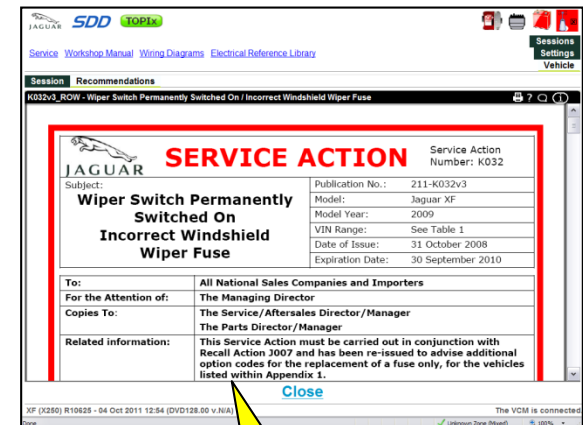 JAGUAR SDD TOPIx
Service Workshop Manual Wiring Diagrams Electrical Reference Library
Sessions
Settings
Vehicle
Session Recommendations
K032v3_ROW - Wiper Switch Permanently Switched On / Incorrect Windshield Wiper Fuse
JAGUAR
SERVICE ACTION
Service Action
Number: K032
Subject:
Wiper Switch Permanently
Switched On
Incorrect Windshield
Wiper Fuse
Publication No.: 211-K032v3
Model: Jaguar XF
Model Year: 2009
VIN Range: See Table 1
Date of Issue: 31 October 2008
Expiration Date: 30 September 2010
To: All National Sales Companies and Importers
For the Attention of: The Managing Director
Copies To: The Service/Aftersales Director/Manager
The Parts Director/Manager
Related information: This Service Action must be carried out in conjunction with
Recall Action J007 and has been re-issued to advise additional
option codes for the replacement of a fuse only, for the vehicles
listed within Appendix 1.
Close
XF (X250) R10625 - 04 Oct 2011 12:54 (DVD128.00 v.N/A) The VCM is connected
Done Unknown Zone (Mixed) 100%